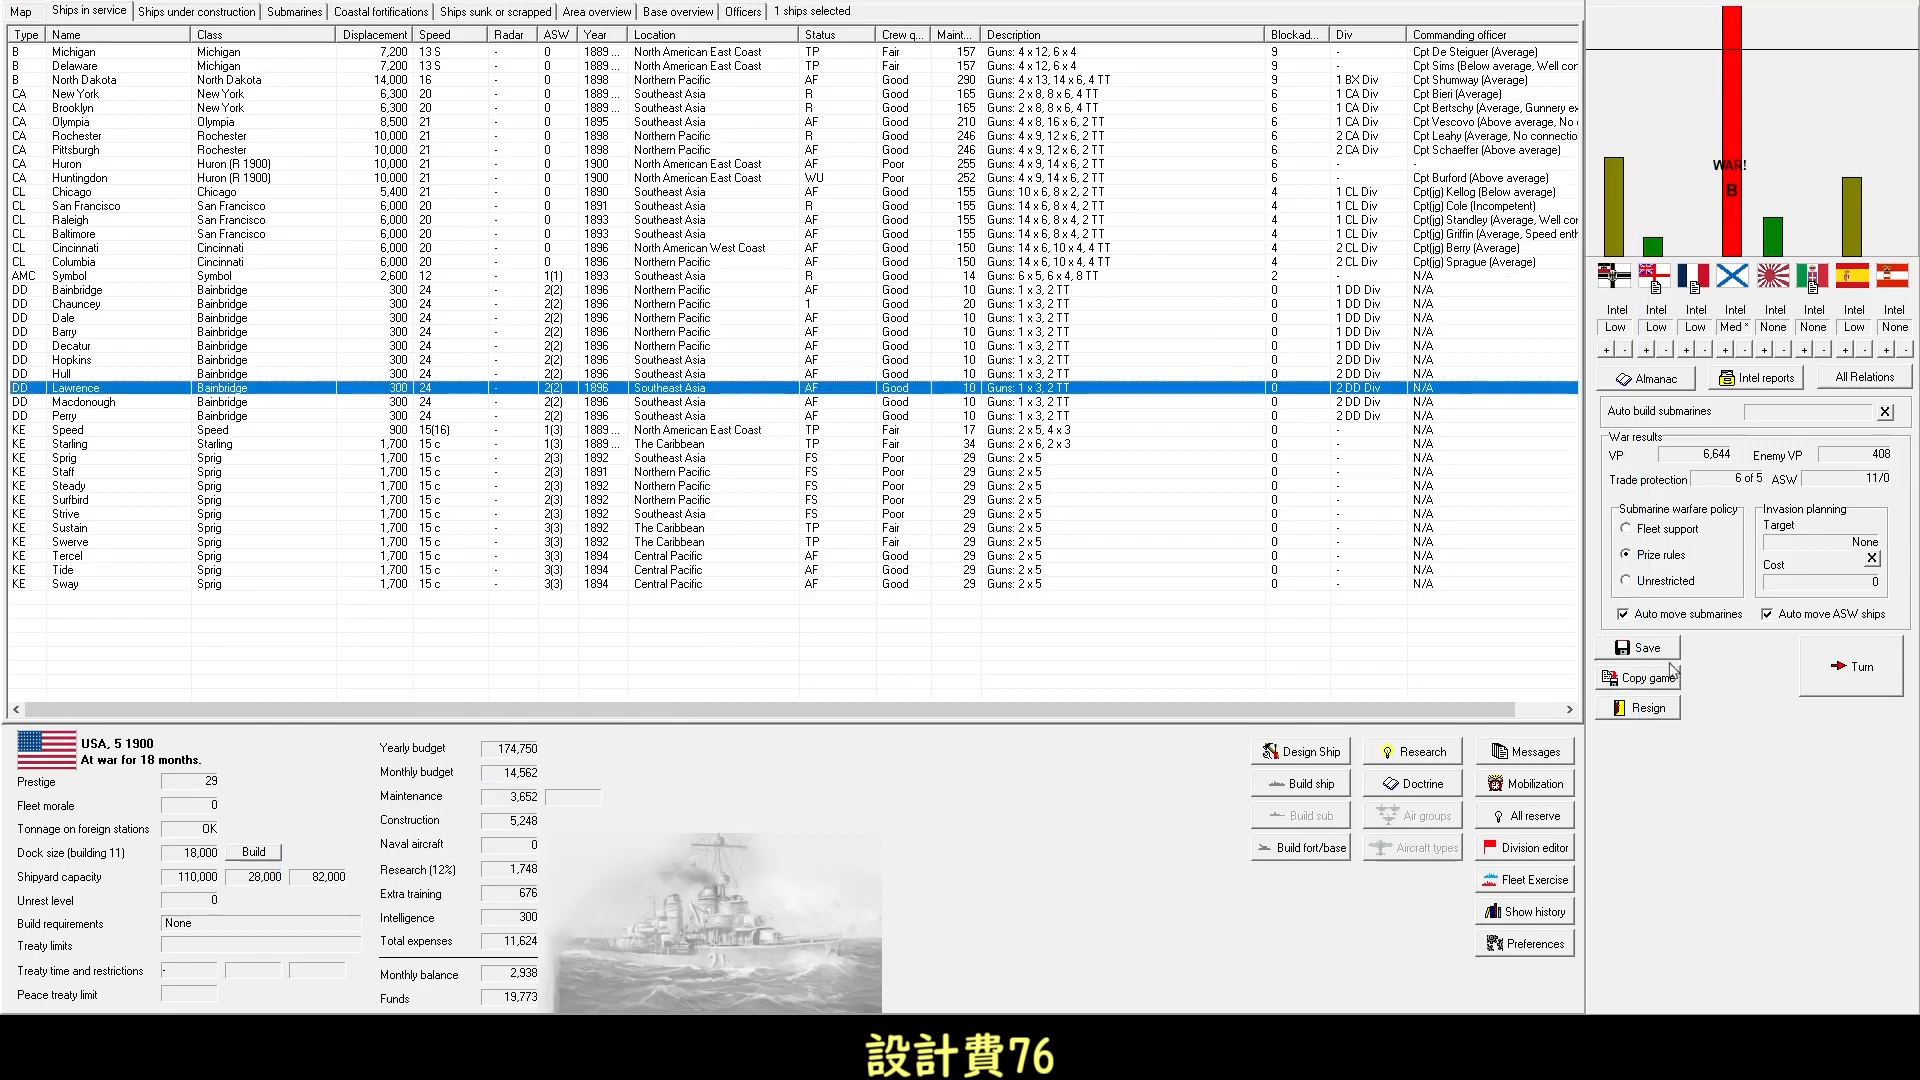 Map Ships in service Ships under construction Submarines Coastal fortifications Ships sunk or scrapped Area overview Base overview Officers 1 ships selected
Type Name Class Displacement Speed Radar ASW Year Location Status Crew q... Maint... Description Blockad... Div Commanding officer
B Michigan Michigan 7,200 13 S - 0 1889 ... North American East Coast TP Fair 157 Guns: 4 x 12, 6 x 4 9 - Cpt De Steiguer (Average)
B Delaware Michigan 7,200 13 S - 0 1889 ... North American East Coast TP Fair 157 Guns: 4 x 12, 6 x 4 9 - Cpt Sims (Below average, Well con
B North Dakota North Dakota 14,000 16 - 0 1898 Northern Pacific AF Good 290 Guns: 4 x 13, 14 x 6, 4 TT 9 1 BX Div Cpt Shumway (Average)
CA New York New York 6,300 20 - 0 1889 ... Southeast Asia R Good 165 Guns: 2 x 8, 8 x 6, 4 TT 6 1 CA Div Cpt Bieri (Average)
CA Brooklyn New York 6,300 20 - 0 1889 ... Southeast Asia R Good 165 Guns: 2 x 8, 8 x 6, 4 TT 6 1 CA Div Cpt Bertschy (Average, Gunnery ex
CA Olympia Olympia 8,500 21 - 0 1895 Southeast Asia AF Good 210 Guns: 4 x 8, 16 x 6, 2 TT 6 1 CA Div Cpt Vescovo (Above average, No
CA Rochester Rochester 10,000 21 - 0 1898 Northern Pacific R Good 246 Guns: 4 x 9, 12 x 6, 2 TT 6 2 CA Div Cpt Leahy (Average, No connectio
CA Pittsburgh Rochester 10,000 21 - 0 1898 Northern Pacific AF Good 246 Guns: 4 x 9, 12 x 6, 2 TT 6 2 CA Div Cpt Schaeffer (Above average)
CA Huron Huron (R 1900) 10,000 21 - 0 1900 North American East Coast AF Poor 255 Guns: 4 x 9, 14 x 6, 2 TT 6 - -
CA Huntingdon Huron (R 1900) 10,000 21 - 0 1900 North American East Coast WU Poor 252 Guns: 4 x 9, 14 x 6, 2 TT 6 - Cpt Burford (Above average)
CL Chicago Chicago 5,400 21 - 0 1890 Southeast Asia AF Good 155 Guns: 10 x 6, 8 x 2, 2 TT 4 1 CL Div Cpt(jg) Kellog (Below average)
CL San Francisco San Francisco 6,000 20 - 0 1891 Southeast Asia R Good 155 Guns: 14 x 6, 8 x 4, 2 TT 4 1 CL Div Cpt(jg) Cole (Incompetent)
CL Raleigh San Francisco 6,000 20 - 0 1893 Southeast Asia AF Good 155 Guns: 14 x 6, 8 x 4, 2 TT 4 1 CL Div Cpt(jg) Standley (Average, Well cor
CL Baltimore San Francisco 6,000 20 - 0 1893 Southeast Asia AF Good 155 Guns: 14 x 6, 8 x 4, 2 TT 4 1 CL Div Cpt(jg) Griffin (Average, Speed enth
CL Cincinnati Cincinnati 6,000 20 - 0 1896 North American West Coast AF Good 150 Guns: 14 x 6, 10 x 4, 4 TT 4 2 CL Div Cpt(jg) Berry (Average)
CL Columbia Cincinnati 6,000 20 - 0 1896 Northern Pacific AF Good 150 Guns: 14 x 6, 10 x 4, 4 TT 4 2 CL Div Cpt(jg) Sprague (Average)
AMC Symbol Symbol 2,600 12 - 1(1) 1893 Southeast Asia R Good 14 Guns: 6 x 5, 6 x 4, 8 TT 2 - N/A
DD Bainbridge Bainbridge 300 24 - 2(2) 1896 Northern Pacific AF Good 10 Guns: 1 x 3, 2 TT 0 1 DD Div N/A
DD Chauncey Bainbridge 300 24 - 2(2) 1896 Northern Pacific 1 Good 20 Guns: 1 x 3, 2 TT 0 1 DD Div N/A
DD Dale Bainbridge 300 24 - 2(2) 1896 Northern Pacific AF Good 10 Guns: 1 x 3, 2 TT 0 1 DD Div N/A
DD Barry Bainbridge 300 24 - 2(2) 1896 Northern Pacific AF Good 10 Guns: 1 x 3, 2 TT 0 1 DD Div N/A
DD Decatur Bainbridge 300 24 - 2(2) 1896 Northern Pacific AF Good 10 Guns: 1 x 3, 2 TT 0 1 DD Div N/A
DD Hopkins Bainbridge 300 24 - 2(2) 1896 Southeast Asia AF Good 10 Guns: 1 x 3, 2 TT 0 2 DD Div N/A
DD Hull Bainbridge 300 24 - 2(2) 1896 Southeast Asia AF Good 10 Guns: 1 x 3, 2 TT 0 2 DD Div N/A
DD Lawrence Bainbridge 300 24 - 2(2) 1896 Southeast Asia AF Good 10 Guns: 1 x 3, 2 TT 0 2 DD Div N/A
DD Macdonough Bainbridge 300 24 - 2(2) 1896 Southeast Asia AF Good 10 Guns: 1 x 3, 2 TT 0 2 DD Div N/A
DD Perry Bainbridge 300 24 - 2(2) 1896 Southeast Asia AF Good 10 Guns: 1 x 3, 2 TT 0 2 DD Div N/A
KE Speed Speed 900 15(16) - 1(3) 1889 ... North American East Coast TP Fair 17 Guns: 2 x 5, 4 x 3 0 - N/A
KE Starling Starling 1,700 15 c - 1(3) 1889 ... The Caribbean TP Fair 34 Guns: 2 x 6, 2 x 3 0 - N/A
KE Sprig Sprig 1,700 15 c - 2(3) 1892 Southeast Asia FS Poor 29 Guns: 2 x 5 0 - N/A
KE Staff Sprig 1,700 15 c - 2(3) 1891 Northern Pacific FS Poor 29 Guns: 2 x 5 0 - N/A
KE Steady Sprig 1,700 15 c - 2(3) 1892 Northern Pacific FS Poor 29 Guns: 2 x 5 0 - N/A
KE Surfbird Sprig 1,700 15 c - 2(3) 1892 Northern Pacific FS Poor 29 Guns: 2 x 5 0 - N/A
KE Strive Sprig 1,700 15 c - 2(3) 1892 Southeast Asia FS Poor 29 Guns: 2 x 5 0 - N/A
KE Sustain Sprig 1,700 15 c - 3(3) 1892 The Caribbean TP Fair 29 Guns: 2 x 5 0 - N/A
KE Swerve Sprig 1,700 15 c - 3(3) 1892 The Caribbean TP Fair 29 Guns: 2 x 5 0 - N/A
KE Tercel Sprig 1,700 15 c - 3(3) 1894 Central Pacific AF Good 29 Guns: 2 x 5 0 - N/A
KE Tide Sprig 1,700 15 c - 3(3) 1894 Central Pacific AF Good 29 Guns: 2 x 5 0 - N/A
KE Sway Sprig 1,700 15 c - 3(3) 1894 Central Pacific AF Good 29 Guns: 2 x 5 0 - N/A
WAR!
B
Intel Intel Intel Intel Intel Intel Intel Intel
Low Low Low Med * None None Low None
+ - + - + - + - + - + - + - + -
Almanac Intel reports All Relations
Auto build submarines X
War results
VP 6,644 Enemy VP 408
Trade protection 6 of 5 ASW 11/0
Submarine warfare policy
Fleet support
Prize rules
Unrestricted
Invasion planning
Target
None
Cost X
0
Auto move submarines Auto move ASW ships
Save
Copy game
Resign
Turn
USA, 5 1900
At war for 18 months.
Prestige 29
Fleet morale 0
Tonnage on foreign stations OK
Dock size (building 11) 18,000 Build
Shipyard capacity 110,000 28,000 82,000
Unrest level 0
Build requirements None
Treaty limits
Treaty time and restrictions -
Peace treaty limit
Yearly budget 174,750
Monthly budget 14,562
Maintenance 3,652
Construction 5,248
Naval aircraft 0
Research (12%) 1,748
Extra training 676
Intelligence 300
Total expenses 11,624
Monthly balance 2,938
Funds 19,773
Design Ship Research Messages
Build ship Doctrine Mobilization
Build sub Air groups All reserve
Build fort/base Aircraft types Division editor
Fleet Exercise
Show history
Preferences
設計費76